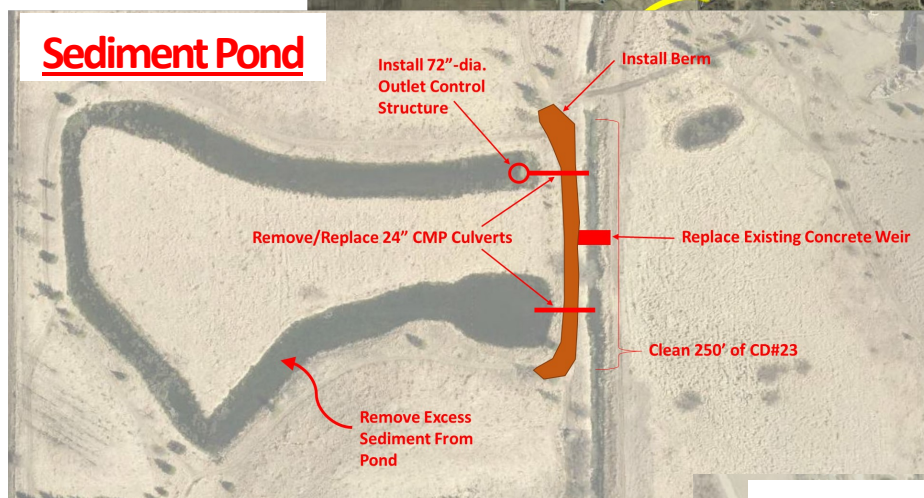 Sediment Pond
Install 72”-dia.
Outlet Control
Structure
Install Berm
Remove/Replace 24” CMP Culverts
Replace Existing Concrete Weir
Clean 250’ of CD#23
Remove Excess
Sediment From
Pond